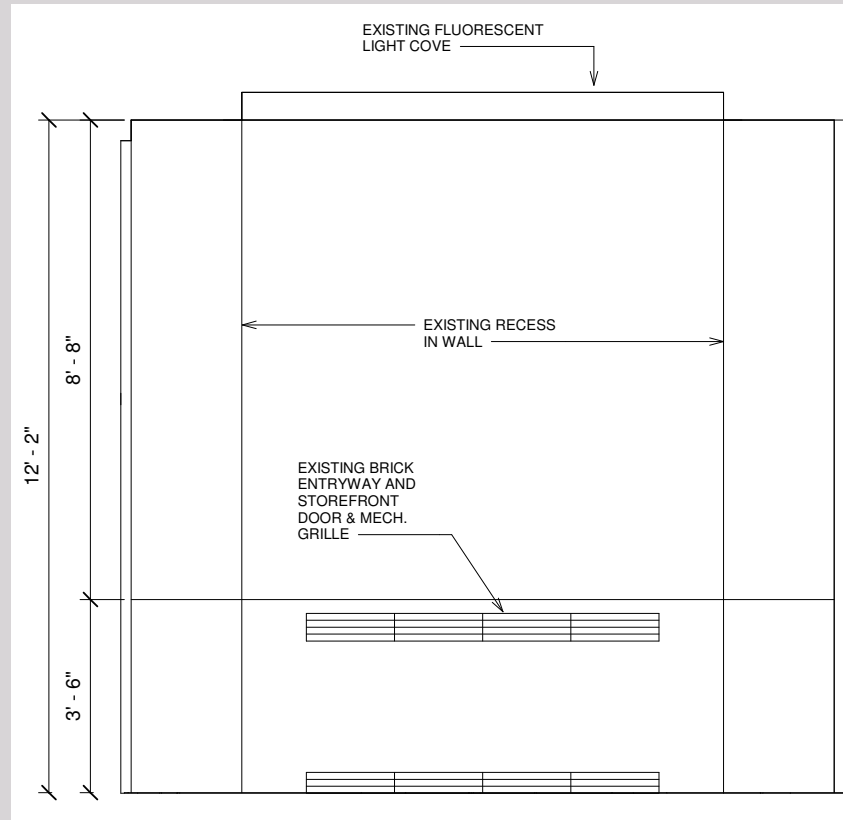 EXISTING FLUORESCENT
LIGHT COVE
8' - 8"
12' - 2"
EXISTING RECESS
IN WALL
EXISTING BRICK
ENTRYWAY AND
STOREFRONT
DOOR & MECH.
GRILLE
3' - 6"